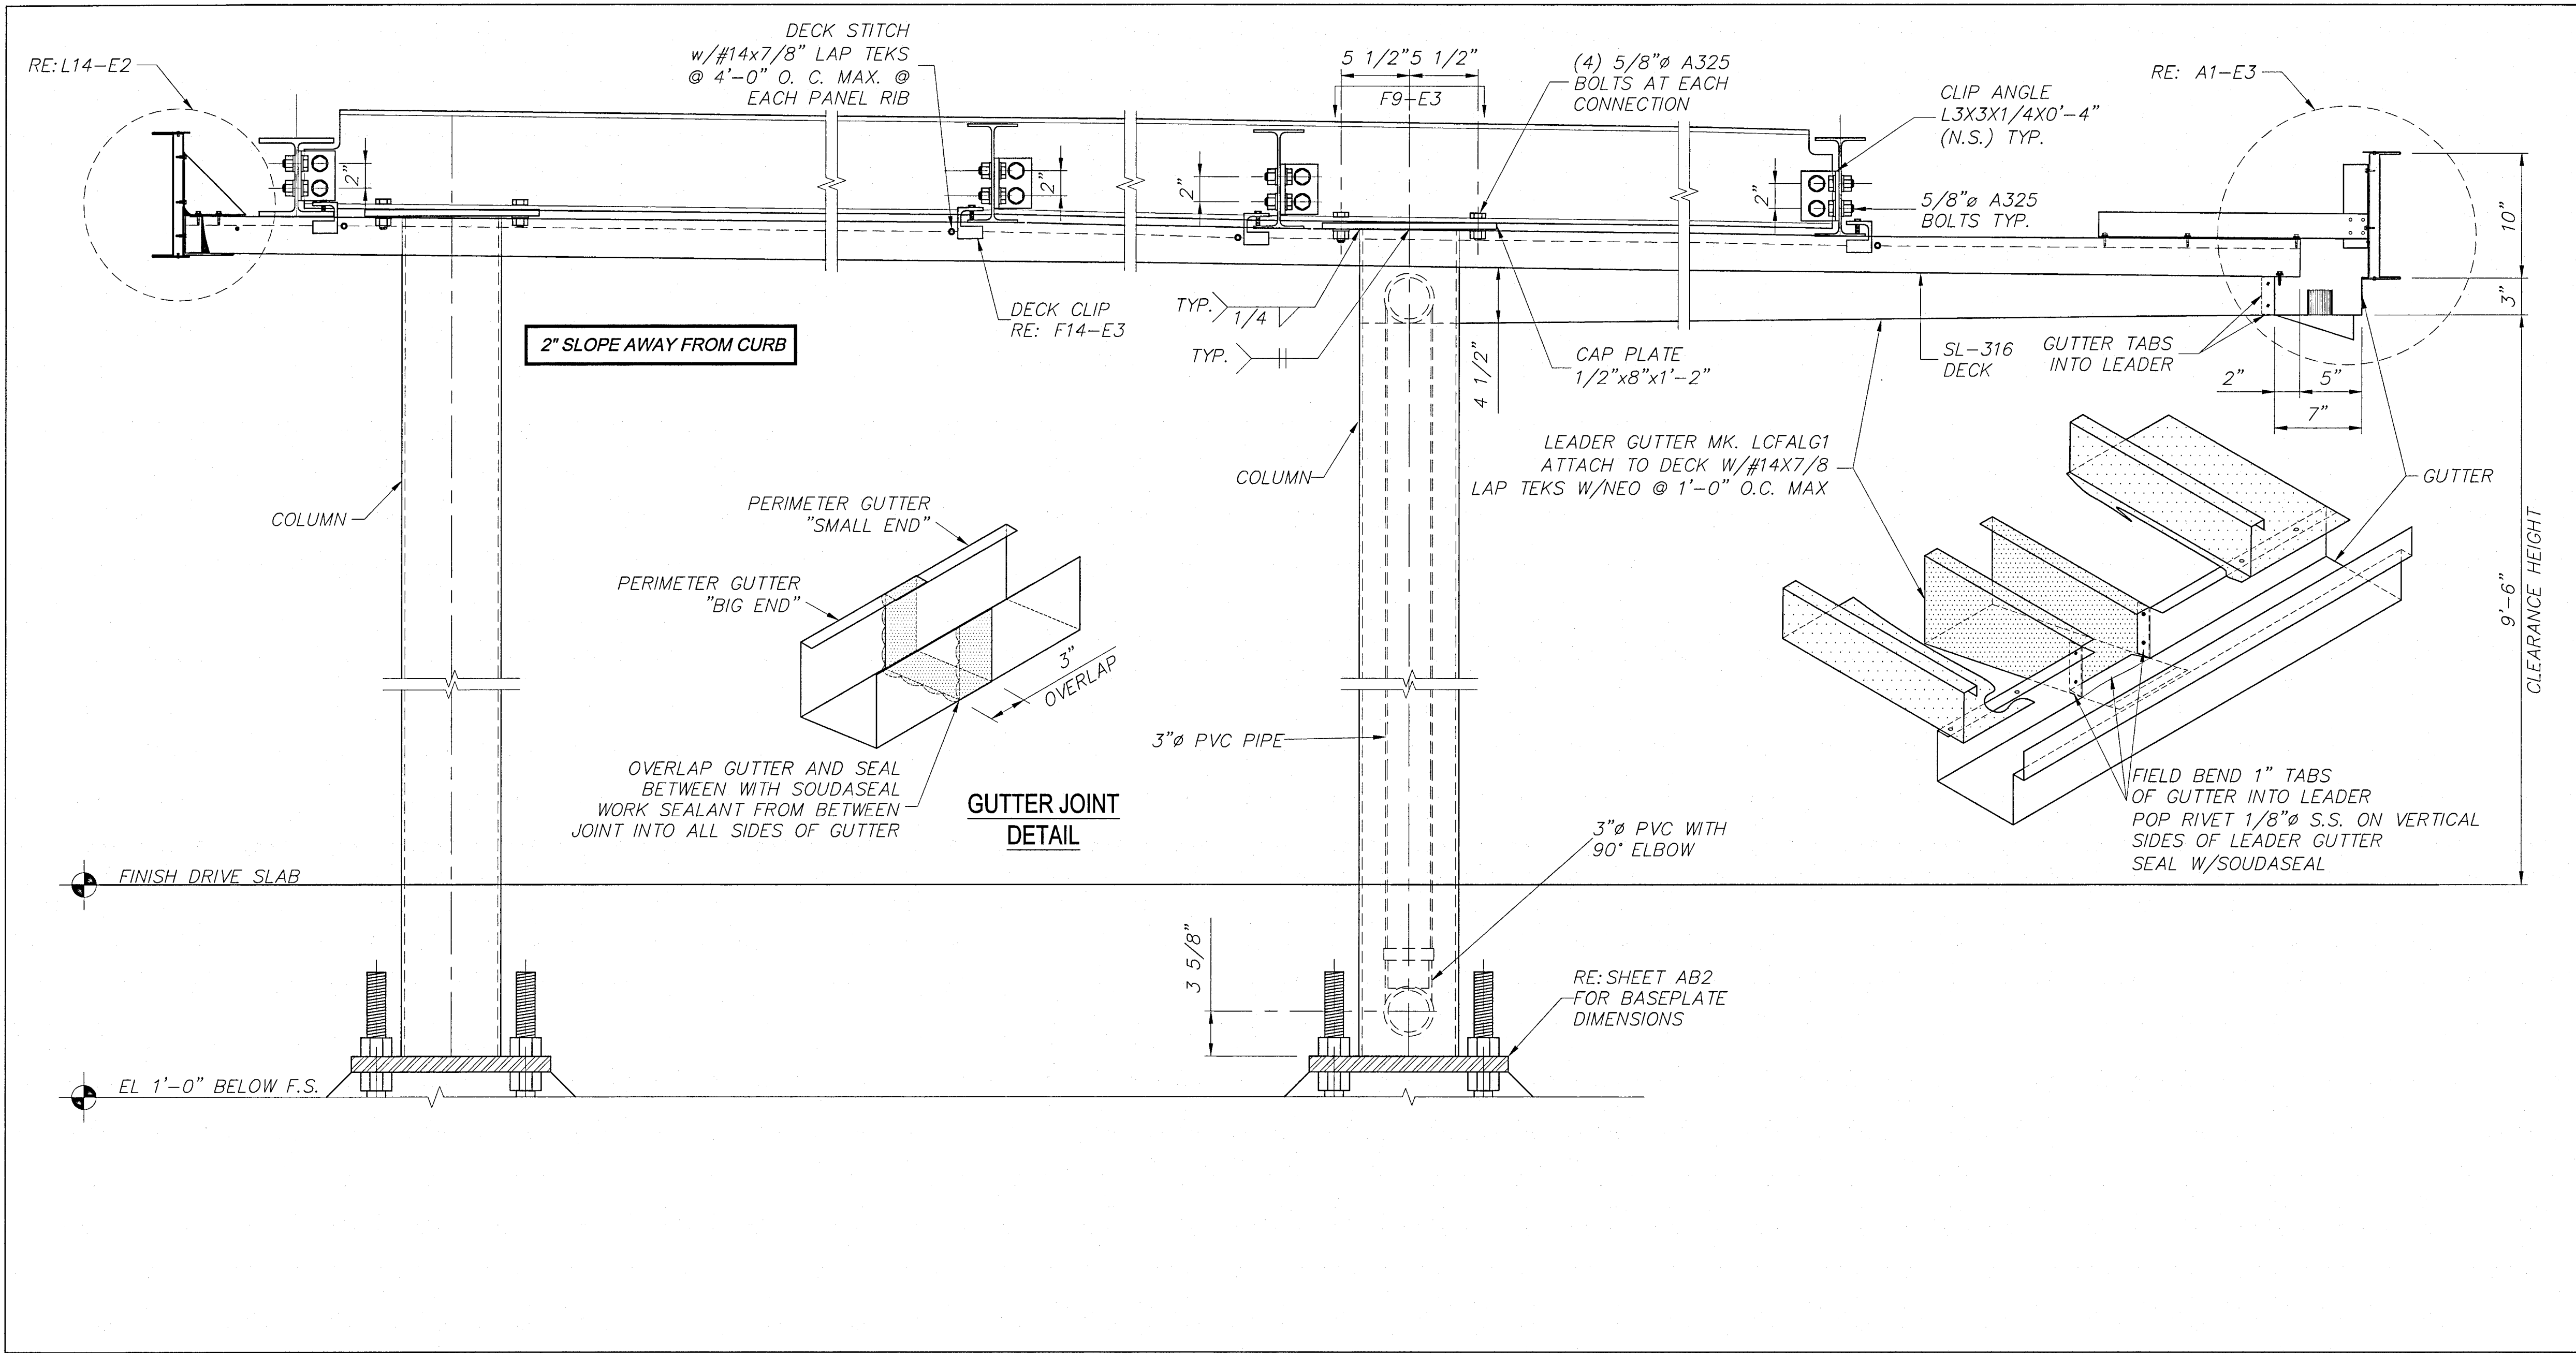 RE: L14-E2
DECK STITCH
w/#14x7/8" LAP TEKS
@ 4'-0" O. C. MAX. @
EACH PANEL RIB
5 1/2" 5 1/2"
F9-E3
(4) 5/8"ø A325
BOLTS AT EACH
CONNECTION
CLIP ANGLE
L3X3X1/4X0'-4"
(N.S.) TYP.
RE: A1-E3
2"
2"
2"
2"
5/8"ø A325
BOLTS TYP.
10"
3"
DECK CLIP
RE: F14-E3
TYP.
1/4
TYP.
4 1/2"
CAP PLATE
1/2"x8"x1'-2"
SL-316
DECK
GUTTER TABS
INTO LEADER
2"
5"
7"
2" SLOPE AWAY FROM CURB
LEADER GUTTER MK. LCFALG1
ATTACH TO DECK W/#14X7/8
LAP TEKS W/NEO @ 1'-0" O.C. MAX
GUTTER
COLUMN
COLUMN
PERIMETER GUTTER
"SMALL END"
PERIMETER GUTTER
"BIG END"
3"
OVERLAP
9'-6"
CLEARANCE HEIGHT
3"ø PVC PIPE
OVERLAP GUTTER AND SEAL
BETWEEN WITH SOUDASEAL
WORK SEALANT FROM BETWEEN
JOINT INTO ALL SIDES OF GUTTER
GUTTER JOINT
DETAIL
FIELD BEND 1" TABS
OF GUTTER INTO LEADER
POP RIVET 1/8"ø S.S. ON VERTICAL
SIDES OF LEADER GUTTER
SEAL W/SOUDASEAL
3"ø PVC WITH
90° ELBOW
FINISH DRIVE SLAB
3 5/8"
RE: SHEET AB2
FOR BASEPLATE
DIMENSIONS
EL 1'-0" BELOW F.S.